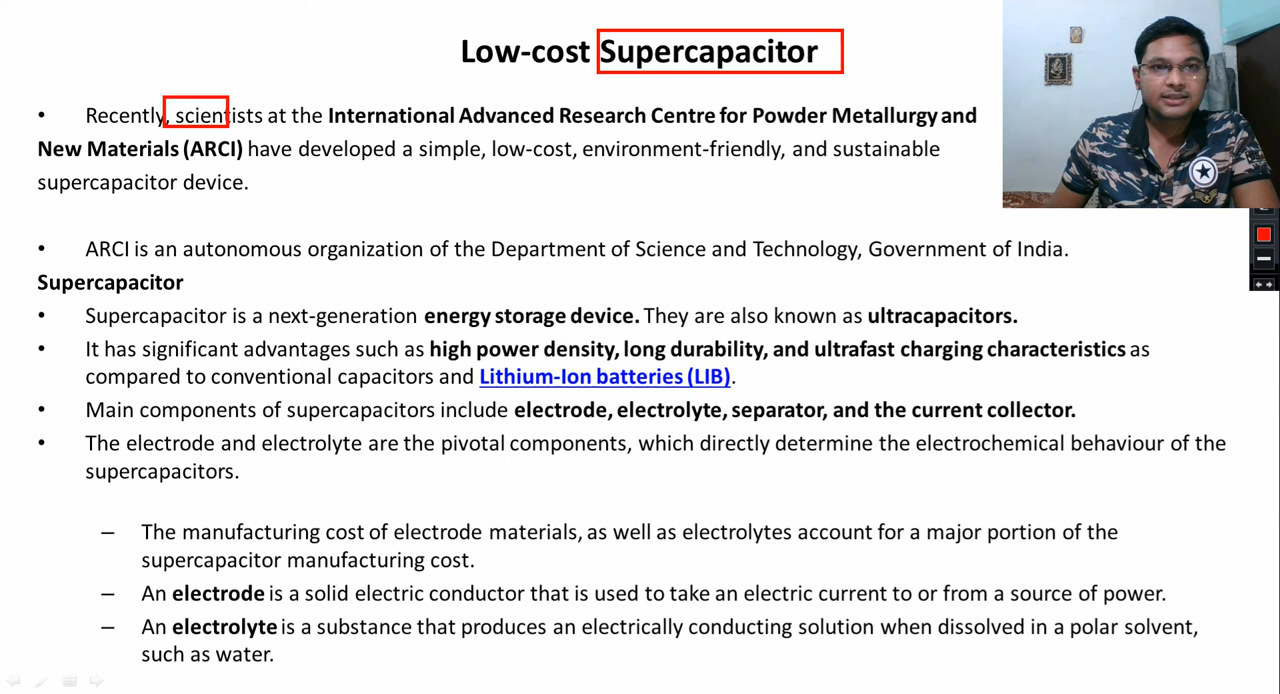 Low-cost Supercapacitor
• Recently, scientists at the International Advanced Research Centre for Powder Metallurgy and
New Materials (ARCI) have developed a simple, low-cost, environment-friendly, and sustainable
supercapacitor device.
• ARCI is an autonomous organization of the Department of Science and Technology, Government of India.
Supercapacitor
• Supercapacitor is a next-generation energy storage device. They are also known as ultracapacitors.
• It has significant advantages such as high power density, long durability, and ultrafast charging characteristics as
compared to conventional capacitors and Lithium-Ion batteries (LIB).
• Main components of supercapacitors include electrode, electrolyte, separator, and the current collector.
• The electrode and electrolyte are the pivotal components, which directly determine the electrochemical behaviour of the
supercapacitors.
– The manufacturing cost of electrode materials, as well as electrolytes account for a major portion of the
supercapacitor manufacturing cost.
– An electrode is a solid electric conductor that is used to take an electric current to or from a source of power.
– An electrolyte is a substance that produces an electrically conducting solution when dissolved in a polar solvent,
such as water.